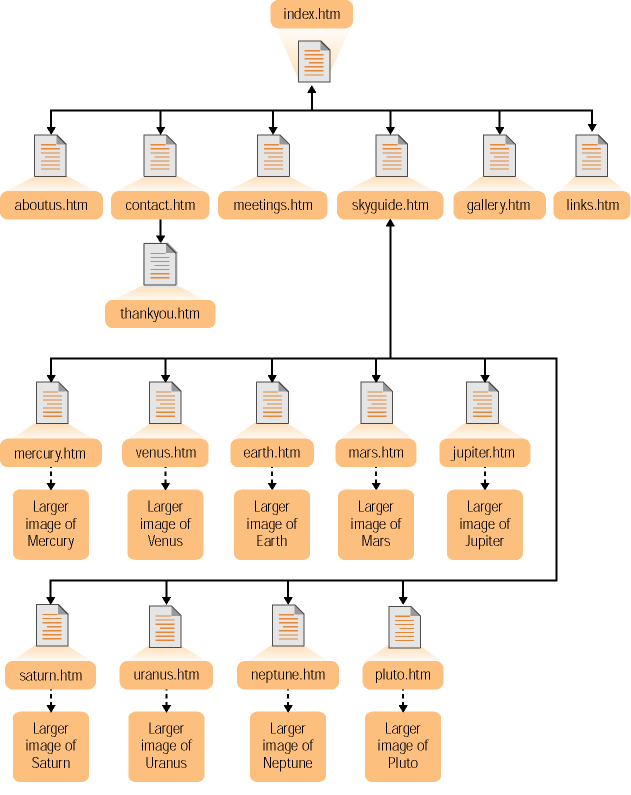 index.htm
aboutus.htm
contact.htm
meetings.htm
skyguide.htm
gallery.htm
links.htm
thankyou.htm
mercury.htm
venus.htm
earth.htm
mars.htm
jupiter.htm
Larger
image of
Mercury
Larger
image of
Venus
Larger
image of
Earth
Larger
image of
Mars
Larger
image of
Jupiter
saturn.htm
uranus.htm
neptune.htm
pluto.htm
Larger
image of
Saturn
Larger
image of
Uranus
Larger
image of
Neptune
Larger
image of
Pluto